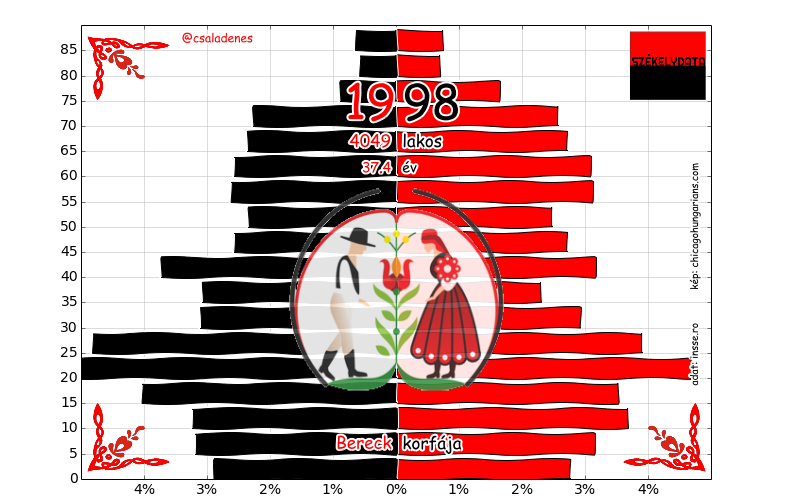 @csaladenes
SZÉKELYDATA
1998
4049 lakos
37.4 év
kép: chicagohungarians.com
adat: insse.ro
Bereck korfája
85
80
75
70
65
60
55
50
45
40
35
30
25
20
15
10
5
0
4% 3% 2% 1% 0% 1% 2% 3% 4%